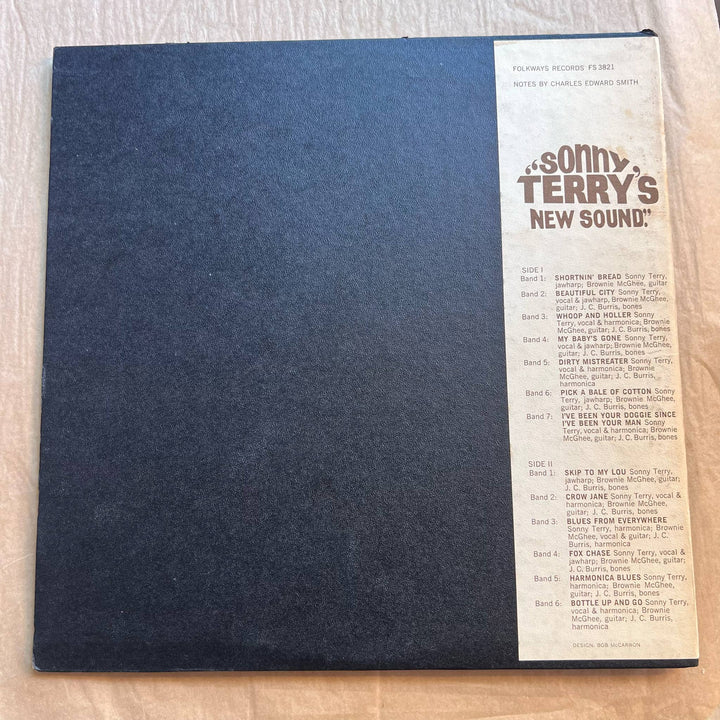 FOLKWAYS RECORDS FS 3821
NOTES BY CHARLES EDWARD SMITH
"SONNY
TERRY'S
NEW SOUND."
SIDE I
Band 1: SHORTNIN' BREAD Sonny Terry,
jawharp; Brownie McGhee, guitar
Band 2: BEAUTIFUL CITY Sonny Terry,
vocal & jawharp, Brownie McGhee,
guitar; J. C. Burris, bones
Band 3: WHOOP AND HOLLER Sonny
Terry, vocal & harmonica; Brownie
McGhee, guitar; J. C. Burris, bones
Band 4: MY BABY'S GONE Sonny Terry,
vocal & jawharp; Brownie McGhee,
guitar; J. C. Burris, bones
Band 5: DIRTY MISTREATER Sonny Terry,
vocal & harmonica; Brownie
McGhee, guitar; J. C. Burris,
harmonica
Band 6: PICK A BALE OF COTTON Sonny
Terry, jawharp; Brownie McGhee,
guitar; J. C. Burris, bones
Band 7: I'VE BEEN YOUR DOGGIE SINCE
I'VE BEEN YOUR MAN Sonny
Terry, vocal & harmonica; Brownie
McGhee, guitar; J. C. Burris, bones
SIDE II
Band 1: SKIP TO MY LOU Sonny Terry,
jawharp; Brownie McGhee, guitar;
J. C. Burris, bones
Band 2: CROW JANE Sonny Terry, vocal &
harmonica; Brownie McGhee,
guitar; J. C. Burris, bones
Band 3: BLUES FROM EVERYWHERE
Sonny Terry, harmonica; Brownie
McGhee, vocal & guitar; J. C.
Burris, harmonica
Band 4: FOX CHASE Sonny Terry, vocal &
jawharp; Brownie McGhee, guitar;
J. C. Burris, bones
Band 5: HARMONICA BLUES Sonny Terry,
harmonica; Brownie McGhee,
guitar; J. C. Burris, bones
Band 6: BOTTLE UP AND GO Sonny Terry,
vocal & harmonica; Brownie
McGhee, vocal & guitar; J. C. Burris,
harmonica
DESIGN: BOB McCARRON